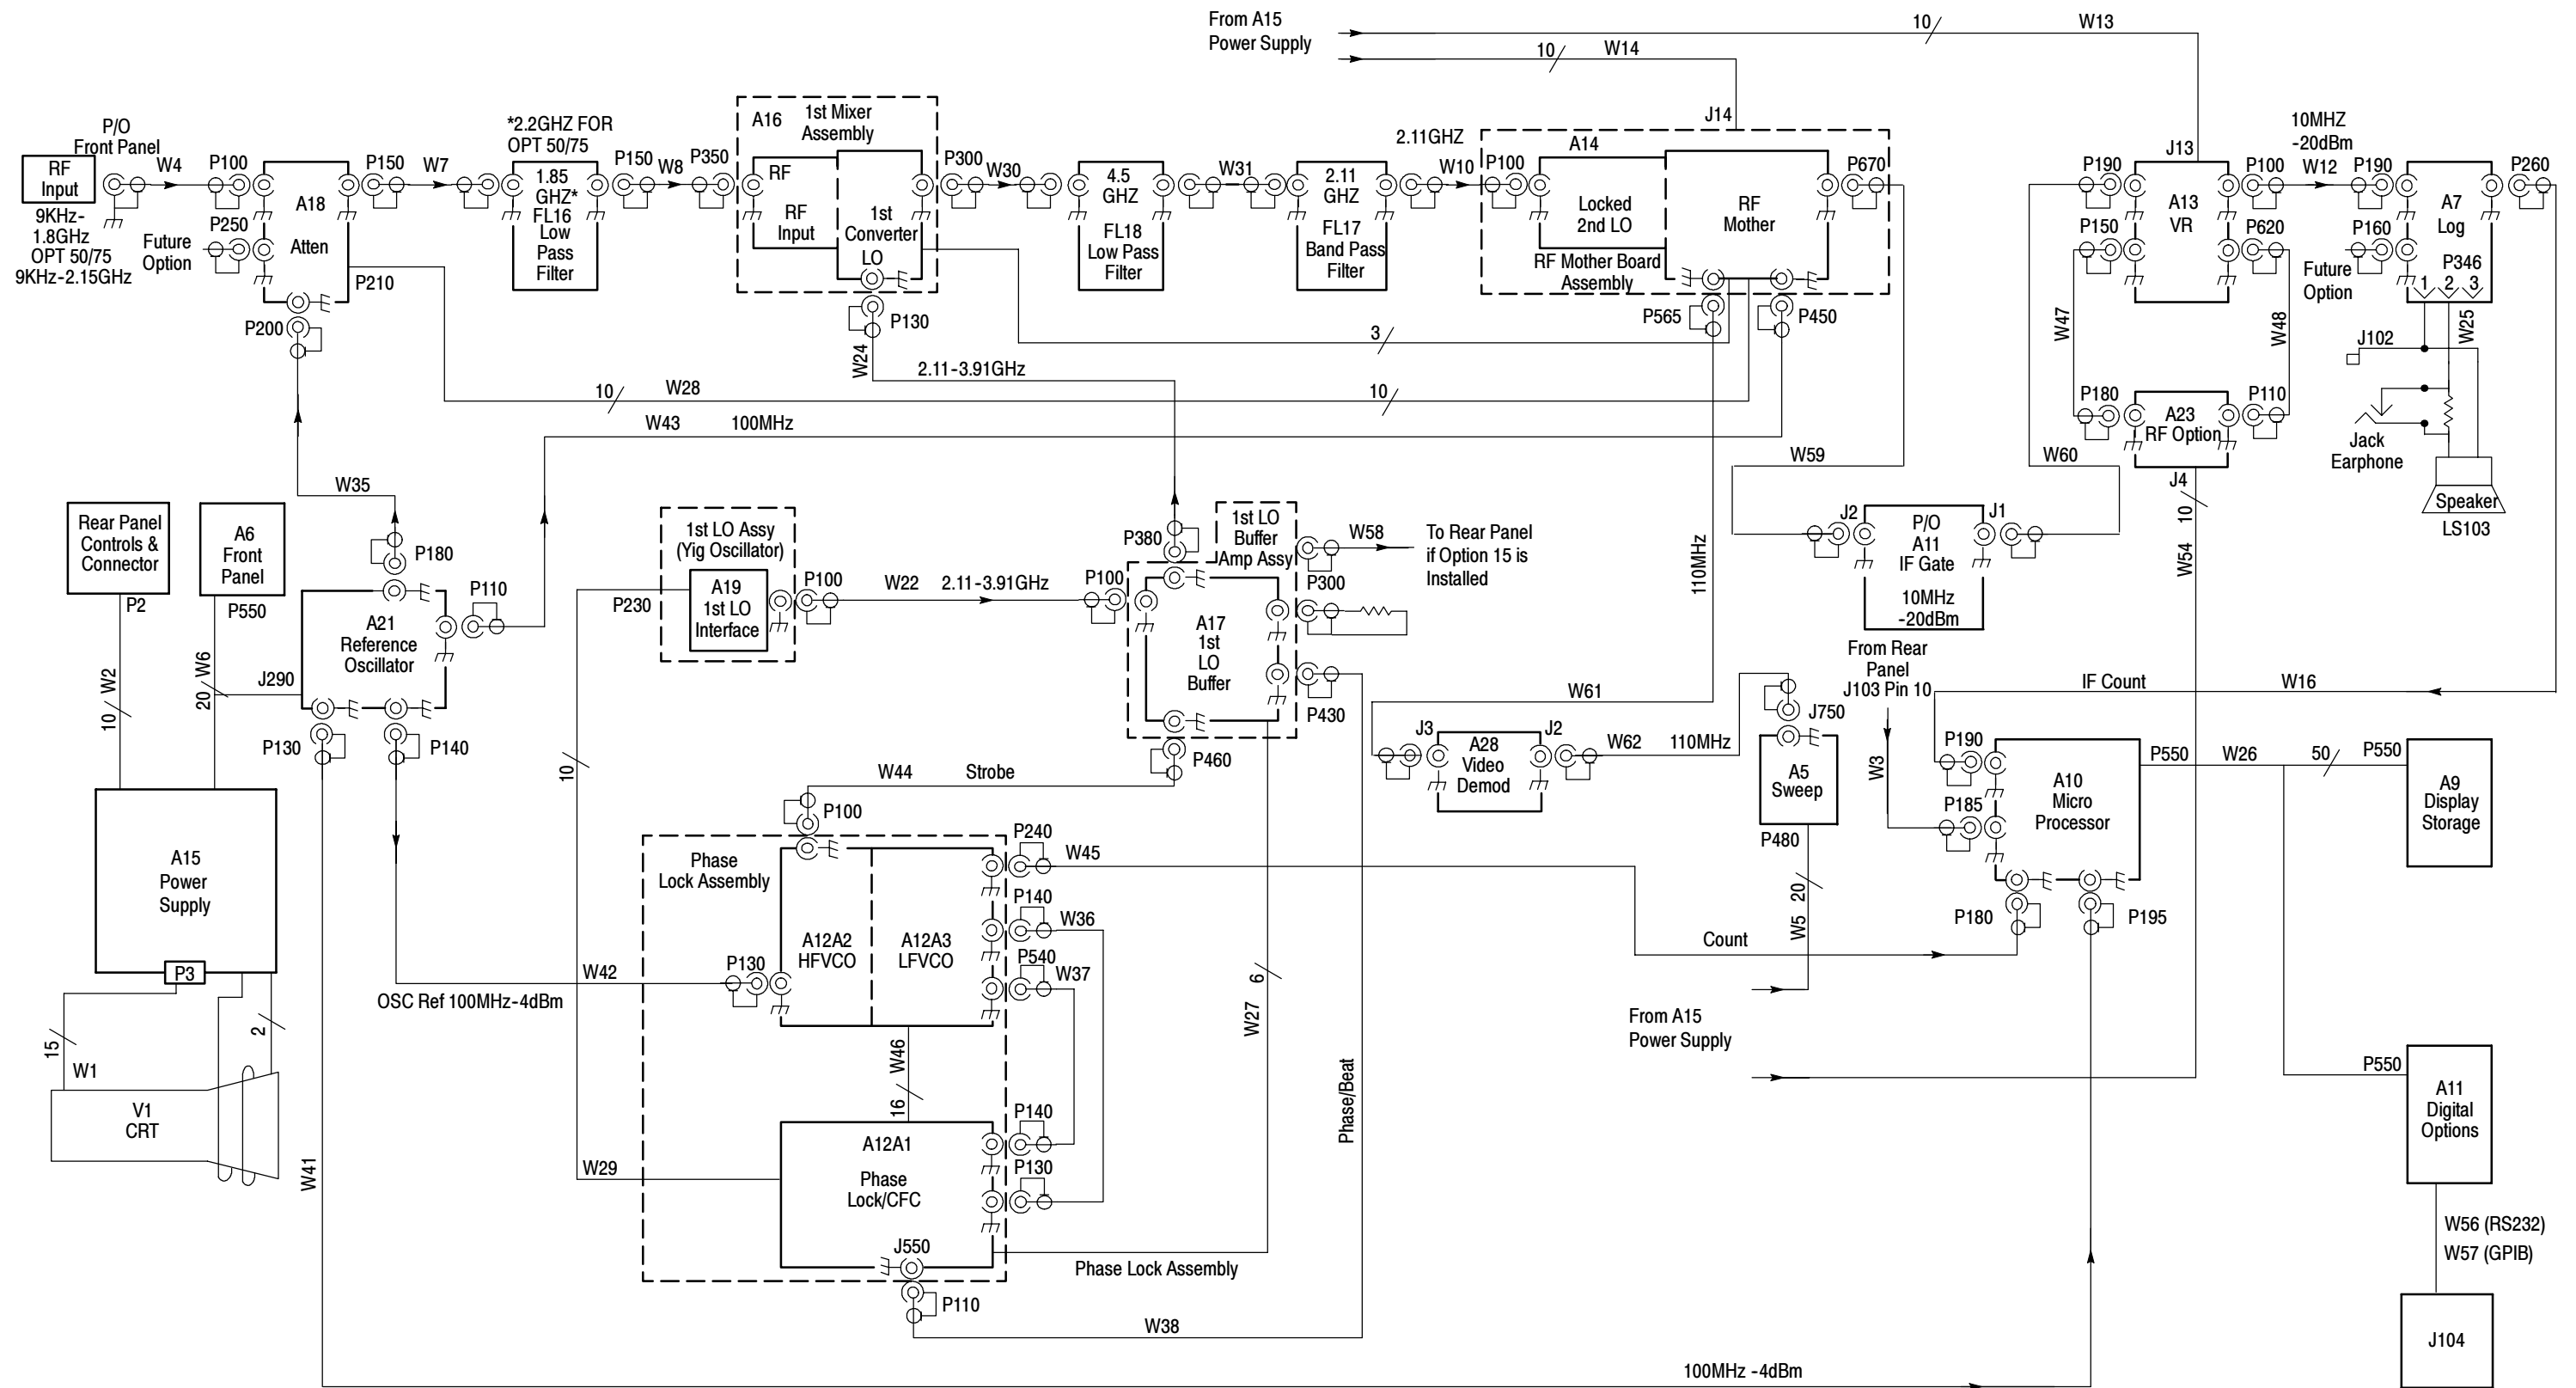 From A15
Power Supply
10
W13
10
W14
J14
P/O
Front Panel
RF
Input
9KHz-
1.8GHz
OPT 50/75
9KHz-2.15GHz
W4
P100
P250
Future
Option
A18
Atten
P150
W7
P210
P200
*2.2GHZ FOR
OPT 50/75
1.85
GHZ*
FL16
Low
Pass
Filter
P150
W8
P350
A16
1st Mixer
Assembly
RF
RF
Input
1st
Converter
LO
P300
W30
P130
W24
2.11-3.91GHz
4.5
GHZ
FL18
Low Pass
Filter
W31
2.11
GHZ
FL17
Band Pass
Filter
2.11GHZ
W10
P100
A14
Locked
2nd LO
RF
Mother
RF Mother Board
Assembly
P670
P565
P450
3
10
W28
10
W43
100MHz
J13
P190
P150
A13
VR
P100
P620
10MHZ
-20dBm
W12
P190
P160
Future
Option
A7
Log
P346
1
2
3
P260
W47
W48
W25
J102
P180
A23
RF Option
P110
J4
Jack
Earphone
Speaker
LS103
W59
W60
W35
Rear Panel
Controls &
Connector
P2
A6
Front
Panel
P550
W2
10
W6
20
J290
P180
P110
A21
Reference
Oscillator
P130
P140
1st LO Assy
(Yig Oscillator)
A19
1st LO
Interface
P230
P100
W22
2.11-3.91GHz
P100
P380
1st LO
Buffer
Amp Assy
W58
To Rear Panel
if Option 15 is
Installed
P300
A17
1st
LO
Buffer
P430
P460
110MHz
J2
P/O
A11
IF Gate
10MHz
-20dBm
J1
10
W54
From Rear
Panel
J103 Pin 10
IF Count
W16
W61
J3
A28
Video
Demod
J2
W62
110MHz
J750
A5
Sweep
P480
W3
P190
P185
A10
Micro
Processor
P550
W26
50
P550
A9
Display
Storage
P180
P195
W44
Strobe
10
P100
Phase
Lock Assembly
A12A2
HFVCO
A12A3
LFVCO
P240
W45
P140
W36
P540
W37
P130
W42
OSC Ref 100MHz-4dBm
A15
Power
Supply
P3
15
2
W1
V1
CRT
W41
20
W5
Count
From A15
Power Supply
6
W27
W46
16
Phase/Beat
A12A1
Phase
Lock/CFC
P140
P130
W29
J550
P110
Phase Lock Assembly
W38
P550
A11
Digital
Options
W56 (RS232)
W57 (GPIB)
J104
100MHz -4dBm